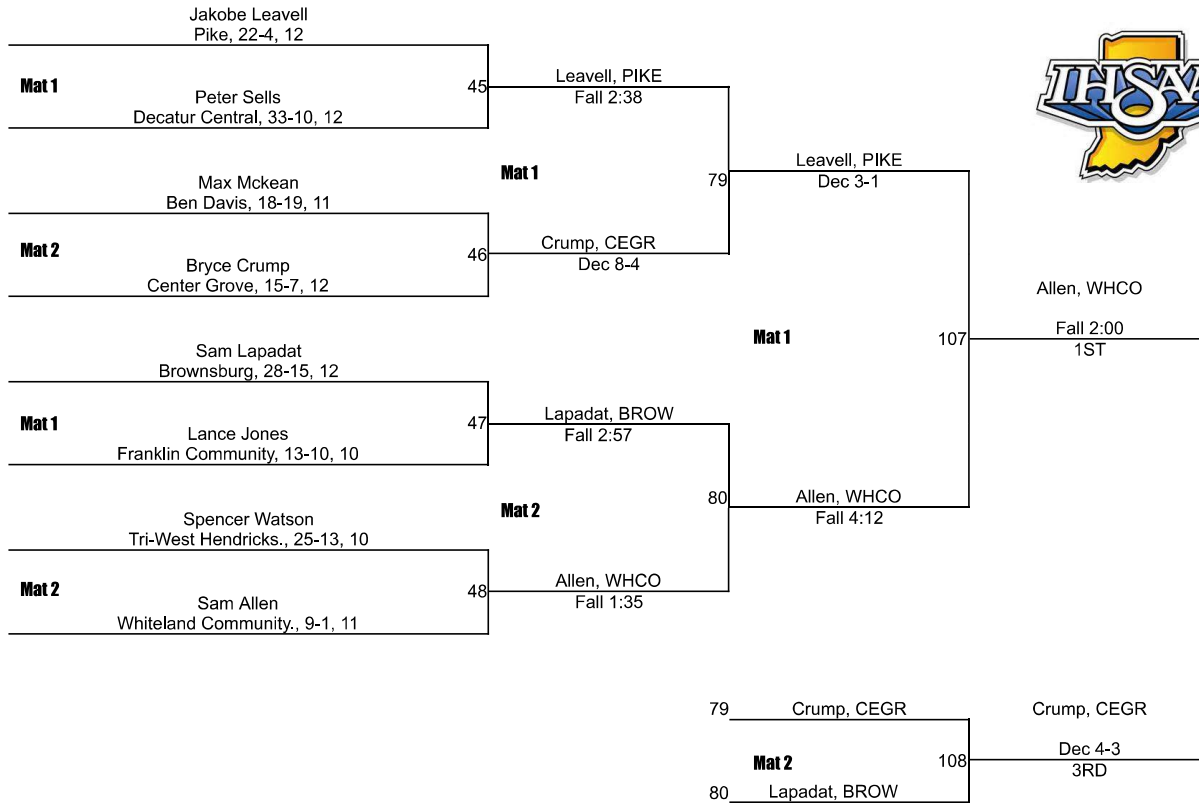 Jakobe Leavell
Pike, 22-4, 12
Mat 1
45
Peter Sells
Decatur Central, 33-10, 12
Leavell, PIKE
Fall 2:38
Mat 1
79
Max Mckean
Ben Davis, 18-19, 11
Mat 2
46
Bryce Crump
Center Grove, 15-7, 12
Crump, CEGR
Dec 8-4
Leavell, PIKE
Dec 3-1
IHSAA
Mat 1
107
Allen, WHCO
Fall 2:00
1ST
Sam Lapadat
Brownsburg, 28-15, 12
Mat 1
47
Lance Jones
Franklin Community, 13-10, 10
Lapadat, BROW
Fall 2:57
Mat 2
80
Allen, WHCO
Fall 4:12
Spencer Watson
Tri-West Hendricks., 25-13, 10
Mat 2
48
Sam Allen
Whiteland Community., 9-1, 11
Allen, WHCO
Fall 1:35
79 Crump, CEGR
Mat 2
108
80 Lapadat, BROW
Crump, CEGR
Dec 4-3
3RD